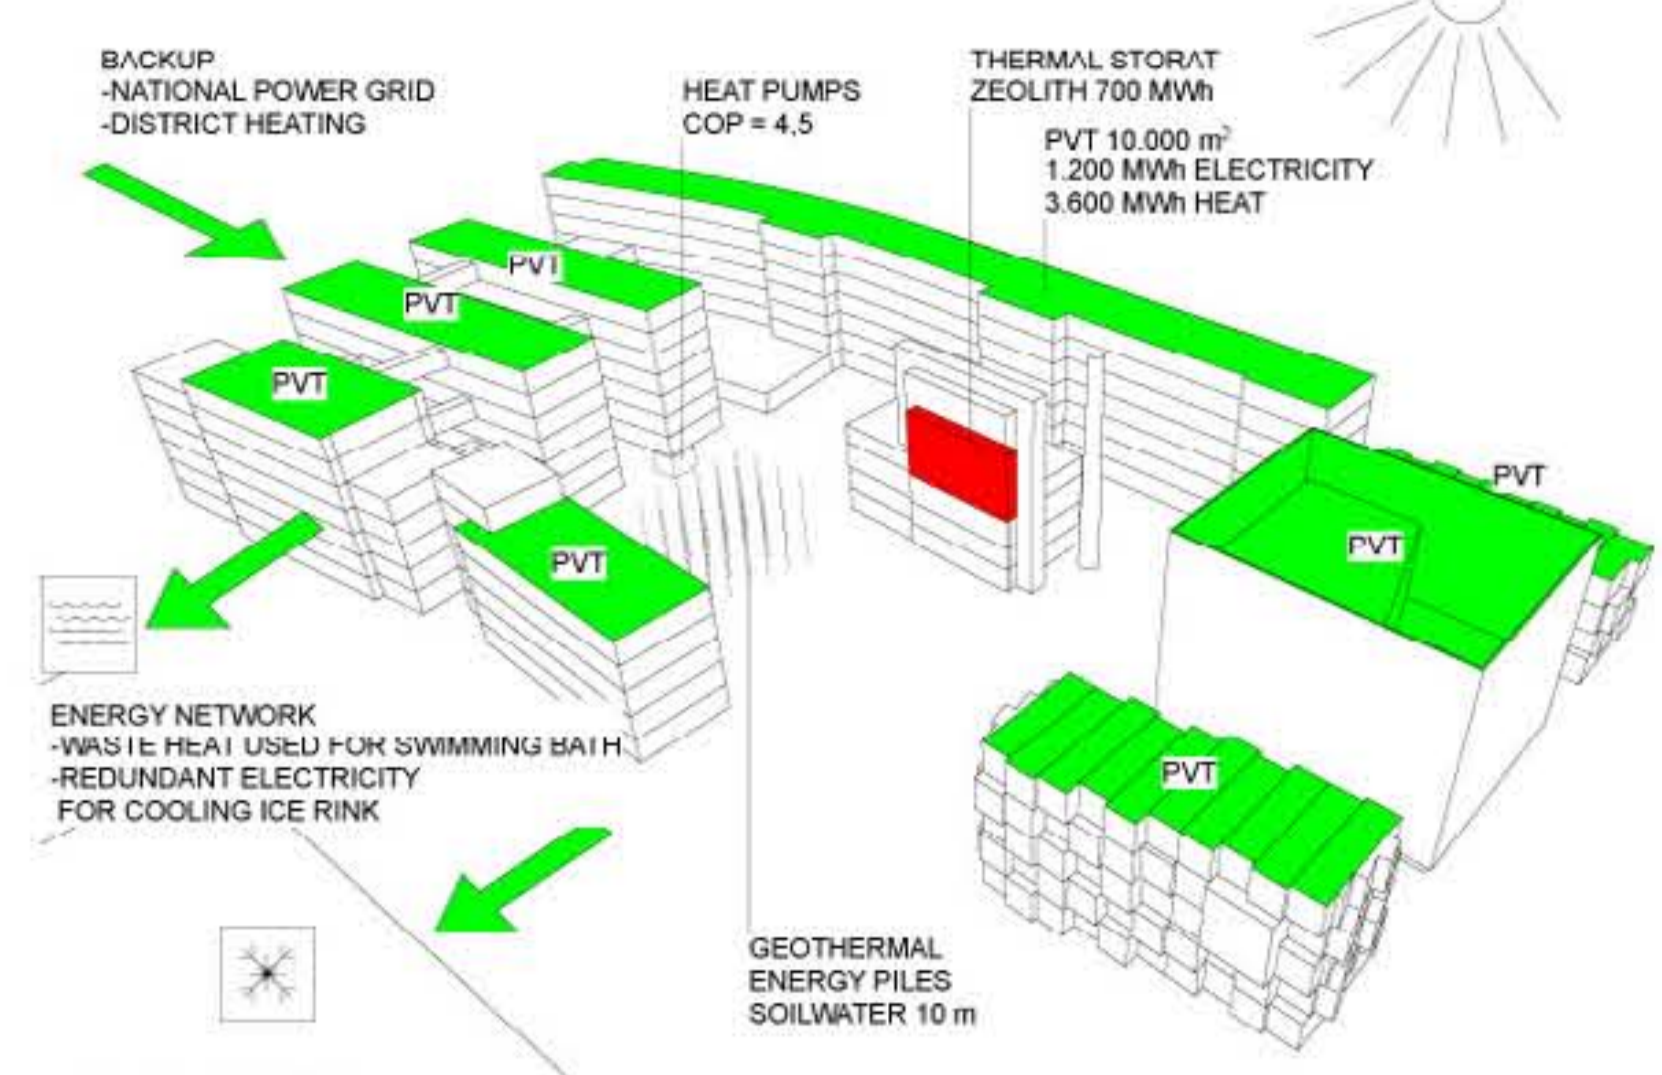 BACKUP
-NATIONAL POWER GRID
-DISTRICT HEATING
HEAT PUMPS
COP = 4,5
THERMAL STORAT
ZEOLITH 700 MWh
PVT 10.000 m²
1.200 MWh ELECTRICITY
3.600 MWh HEAT
PVT
PVT
PVT
PVT
PVT
PVT
PVT
ENERGY NETWORK
-WASTE HEAT USED FOR SWIMMING BATH
-REDUNDANT ELECTRICITY
FOR COOLING ICE RINK
GEOTHERMAL
ENERGY PILES
SOILWATER 10 m